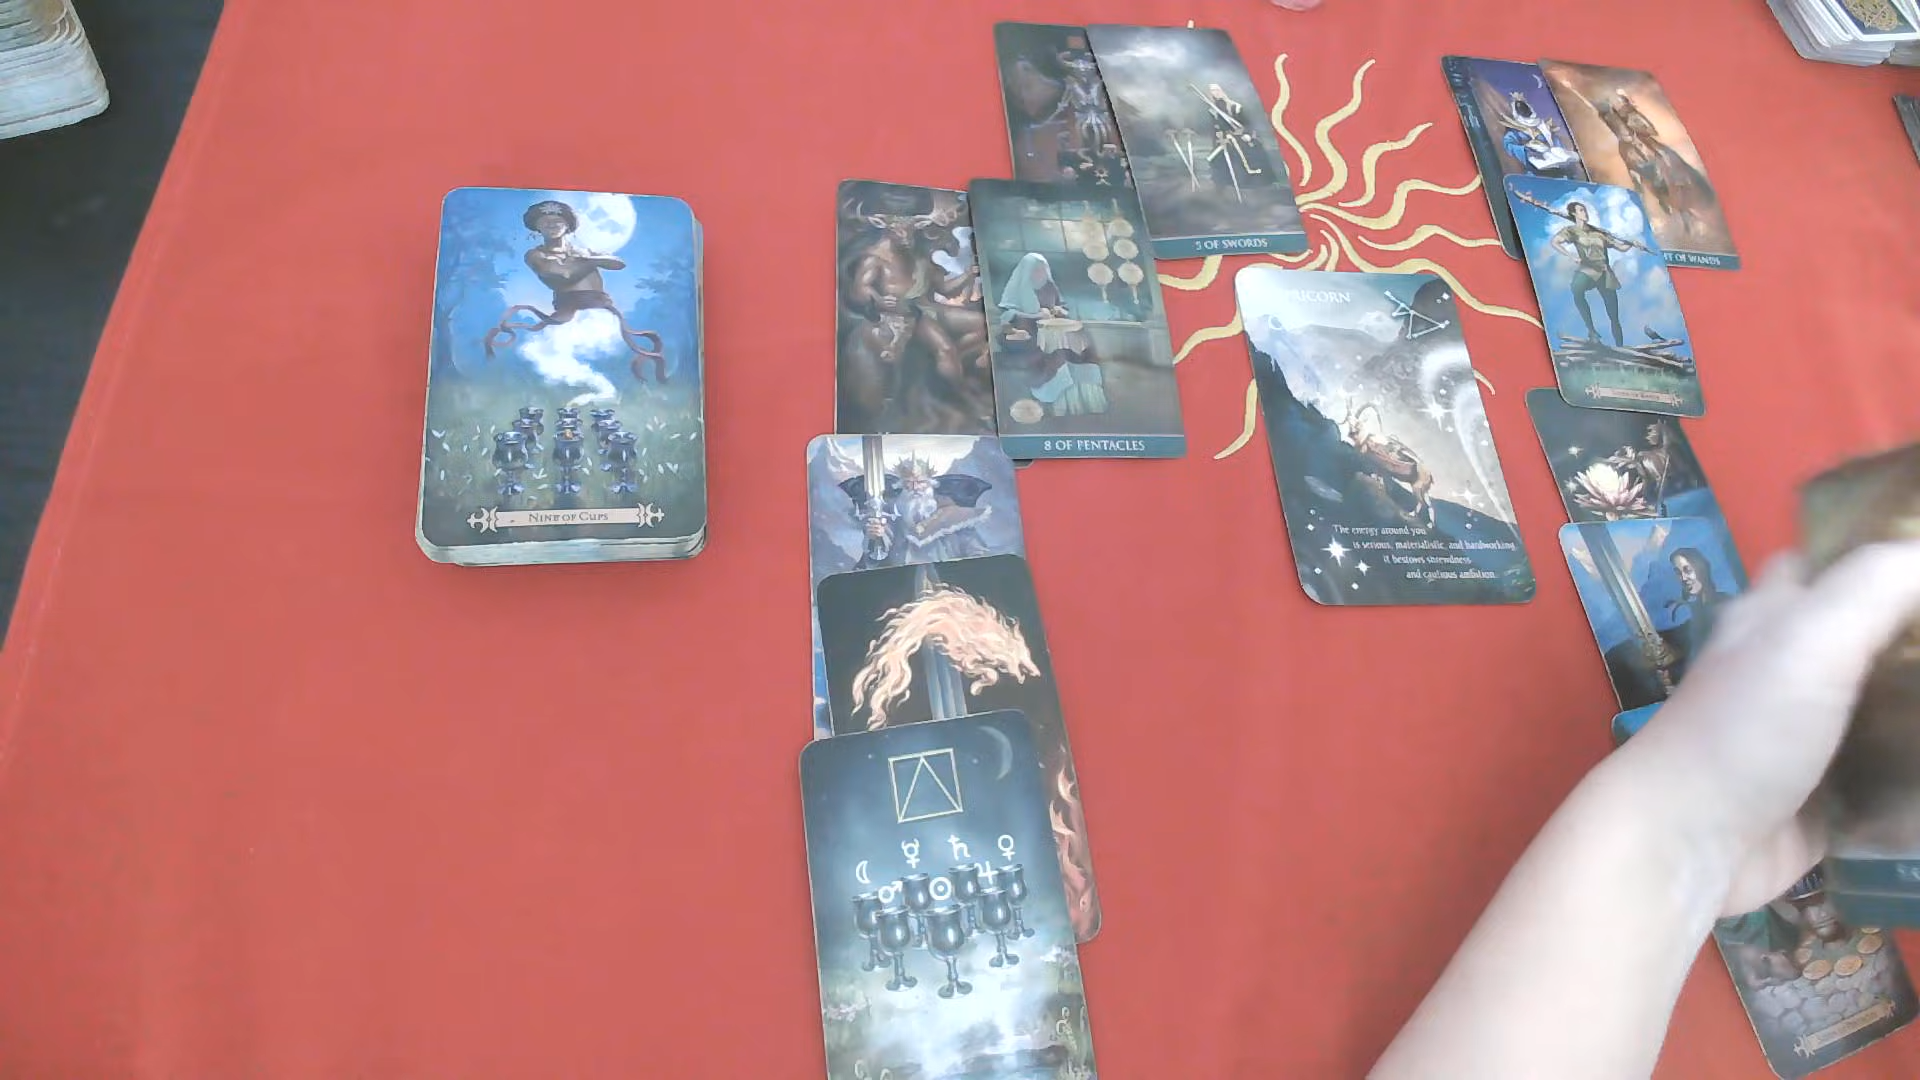 5 OF SWORDS
T OF WANDS
RICORN
8 OF PENTACLES
NINE OF CUPS
The energy around you
is serious, materialistic, and hardworking
it bestows shrewdness
and cautious ambition.